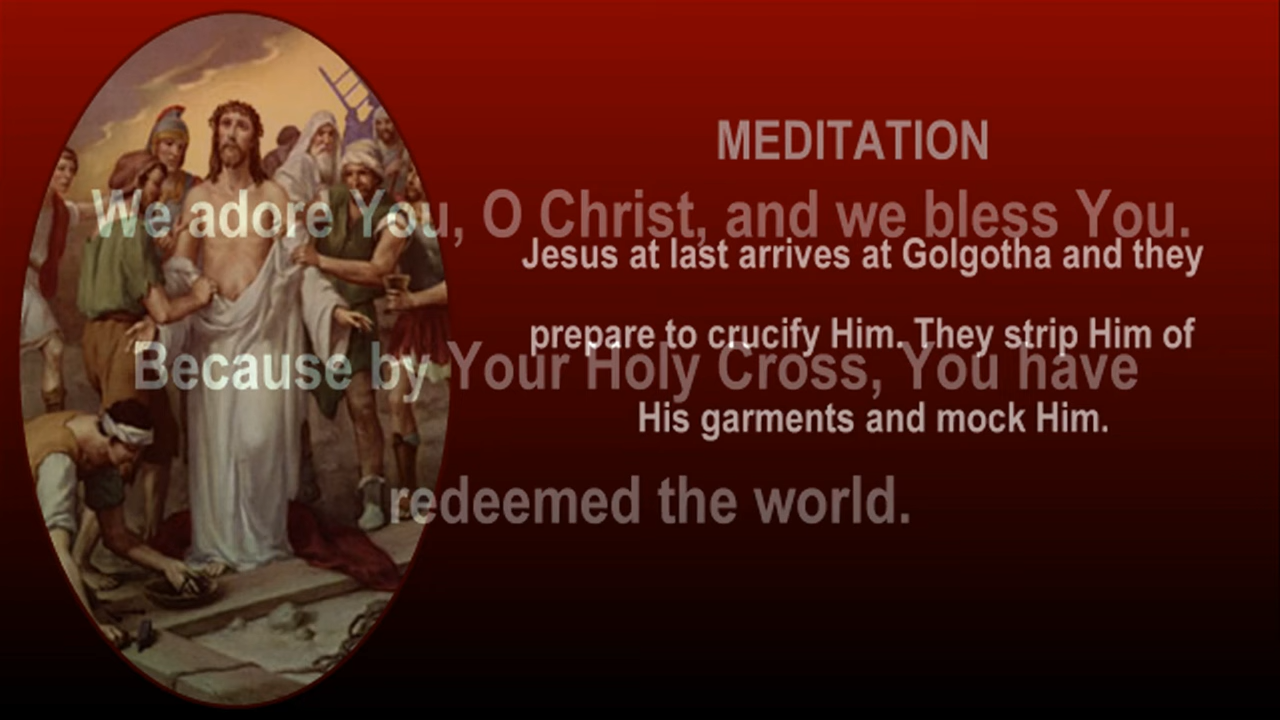 MEDITATION
We adore You, O Christ, and we bless You.
Jesus at last arrives at Golgotha and they
prepare to crucify Him. They strip Him of
Because by Your Holy Cross, You have
His garments and mock Him.
redeemed the world.